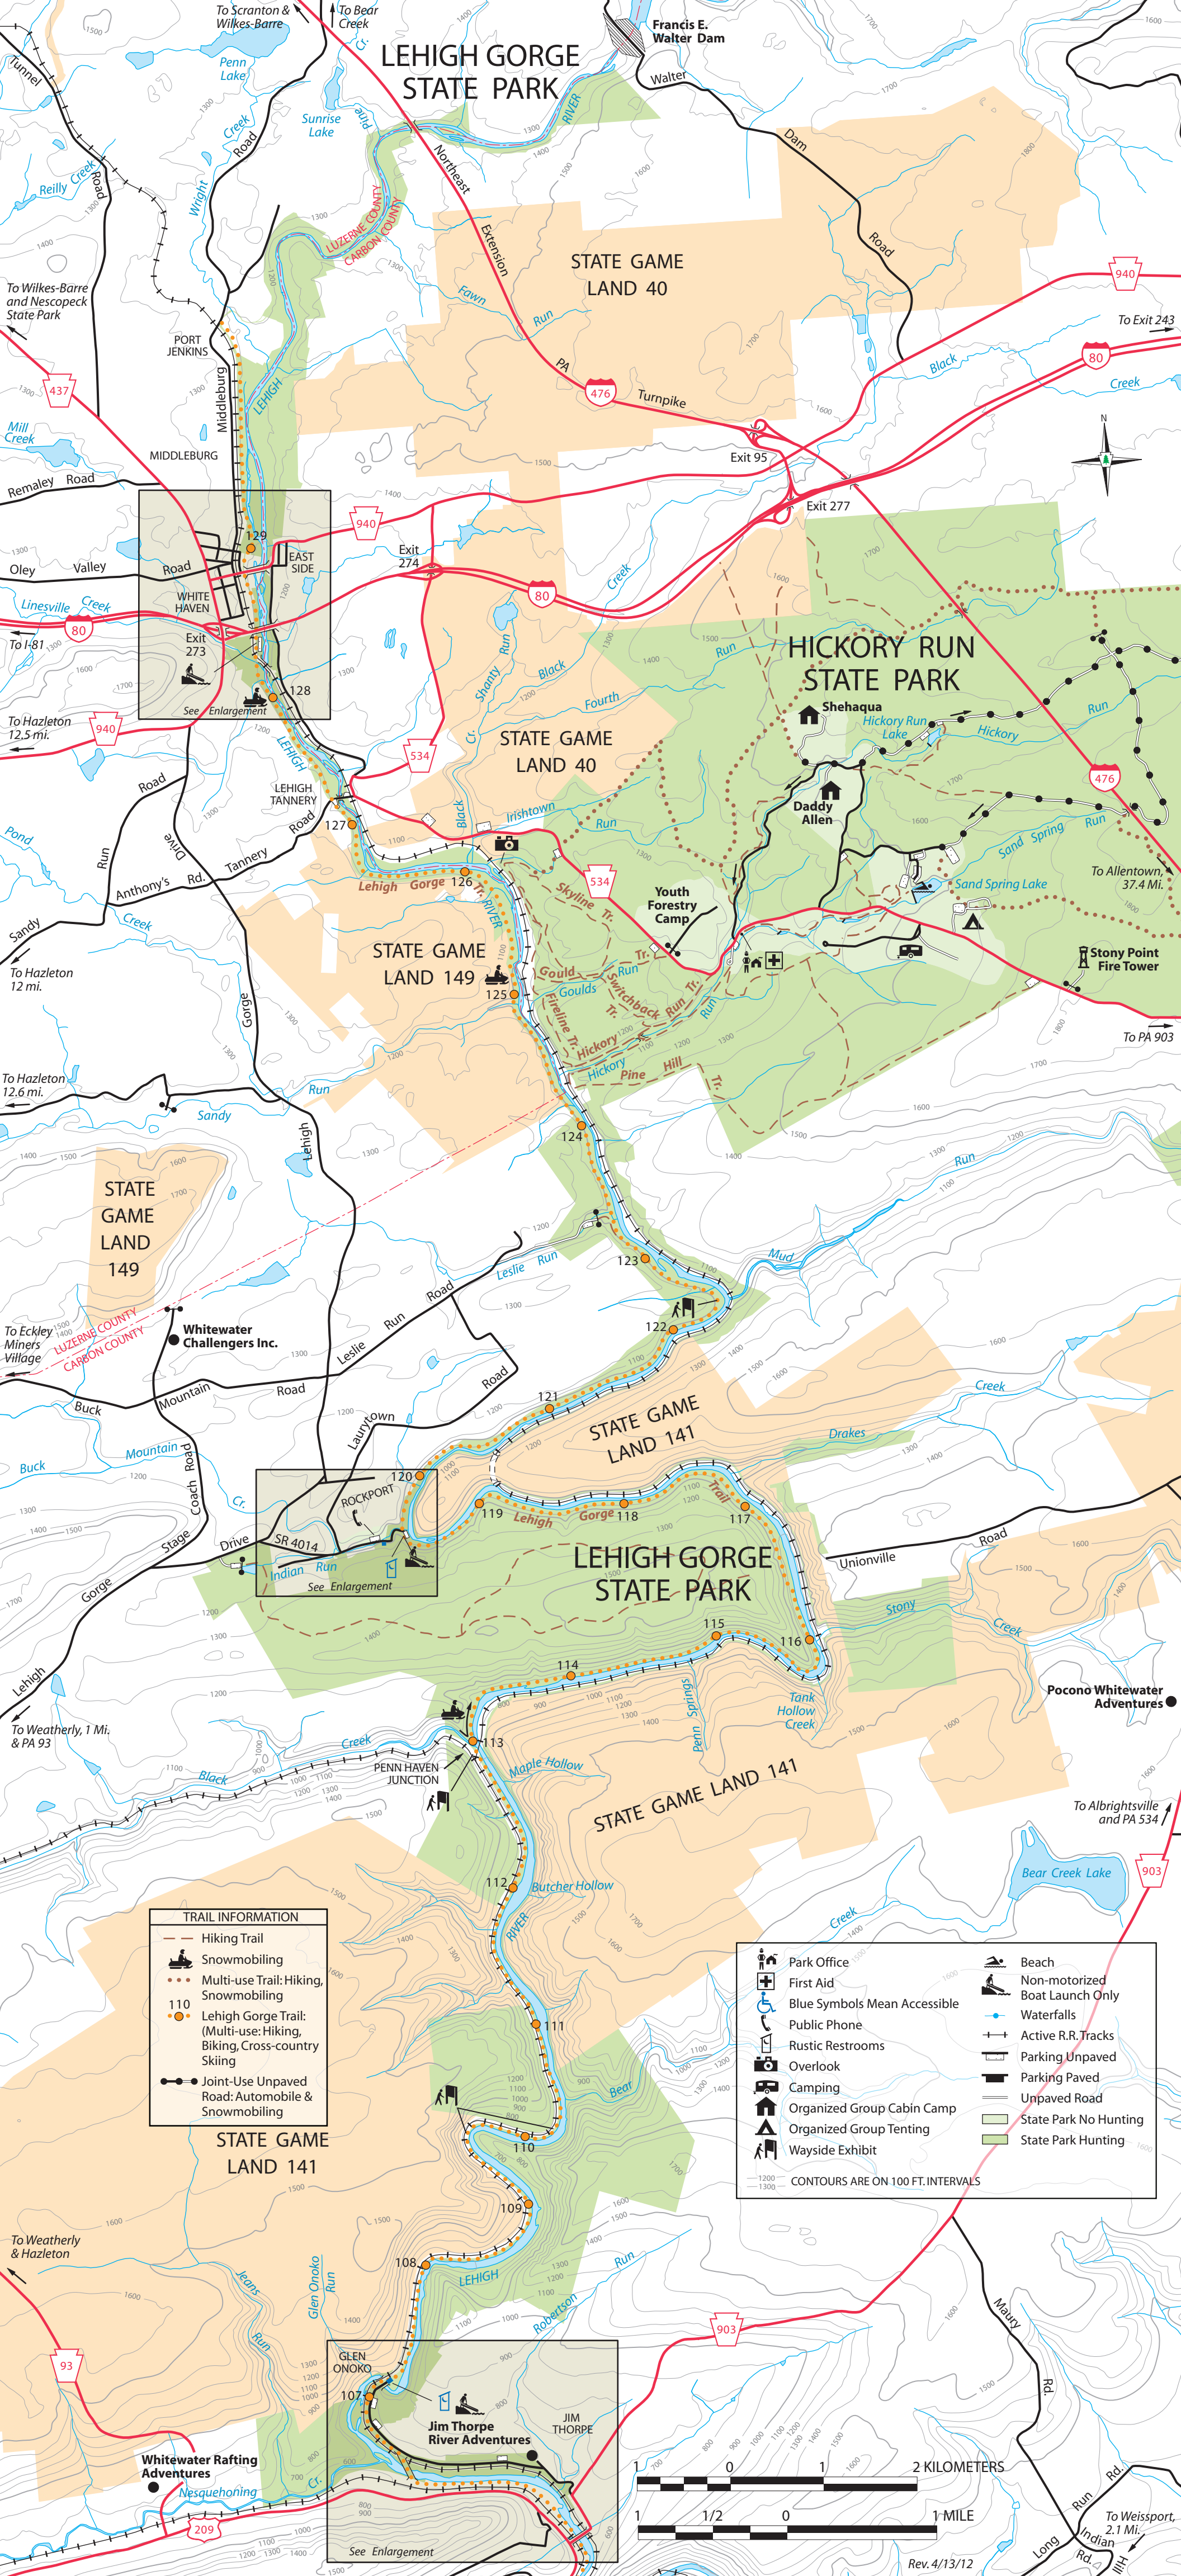 To Scranton &
Wilkes-Barre
To Bear
Creek
Francis E.
Walter Dam
LEHIGH GORGE
STATE PARK
Penn
Lake
Sunrise
Lake
Pine
Cr.
RIVER
Walter
Dam
Road
Tunnel
Road
Reilly Creek
Wright
Creek
Road
Northeast
Extension
LUZERNE COUNTY
CARBON COUNTY
STATE GAME
LAND 40
Fawn
Run
PA
Turnpike
476
940
To Exit 243
80
Black
Creek
To Wilkes-Barre
and Nescopeck
State Park
437
PORT
JENKINS
Middleburg
LEHIGH
MIDDLEBURG
Mill
Creek
Remaley Road
Exit 95
Exit 277
N
940
129
EAST
SIDE
Exit
274
Oley Valley Road
WHITE
HAVEN
Linesville Creek
80
To I-81
Exit
273
See Enlargement
128
80
Creek
HICKORY RUN
STATE PARK
Shehaqua
Hickory Run
Lake
Hickory
Run
Shanty Run
Black
Fourth
Run
To Hazleton
12.5 mi.
940
534
STATE GAME
LAND 40
Cr.
Black
LEHIGH
LEHIGH
TANNERY
127
Daddy
Allen
476
Irishtown
Run
Sand Spring Run
Sand Spring Lake
To Allentown,
37.4 Mi.
Pond
Creek
Road
Run
Sandy
Drive
Anthony's Rd.
Tannery
Road
Lehigh Gorge
Tr.
126
RIVER
534
Skyline Tr.
Youth
Forestry
Camp
STATE GAME
LAND 149
125
Gould
Tr.
Goulds
Run
Switchback
Tr.
Fireline Tr.
Hickory
Run Tr.
Hickory
Run
Pine Hill
Tr.
Stony Point
Fire Tower
To PA 903
To Hazleton
12 mi.
To Hazleton
12.6 mi.
Gorge
Sandy
Run
Lehigh
124
STATE
GAME
LAND
149
123
Mud
Run
Leslie Run
122
LUZERNE COUNTY
CARBON COUNTY
To Eckley
Miners
Village
Whitewater
Challengers Inc.
Leslie Run Road
Road
Buck Mountain Road
Laurytown
121
STATE GAME
LAND 141
Creek
Drakes
Buck
Mountain
Cr.
Coach Road
Stage
120
ROCKPORT
119
118
117
Lehigh Gorge Trail
SR 4014
Drive
Indian Run
See Enlargement
Gorge
Lehigh
LEHIGH GORGE
STATE PARK
Unionville
Road
Stony
Creek
116
115
114
Pocono Whitewater
Adventures
Tank
Hollow
Creek
Penn Springs
To Weatherly, 1 Mi.
& PA 93
Black
Creek
113
PENN HAVEN
JUNCTION
Maple Hollow
STATE GAME LAND 141
To Albrightsville
and PA 534
903
Bear Creek Lake
112
Butcher Hollow
RIVER
Creek
111
Bear
110
109
108
TRAIL INFORMATION
Hiking Trail
Snowmobiling
Multi-use Trail: Hiking,
Snowmobiling
110
Lehigh Gorge Trail:
(Multi-use: Hiking,
Biking, Cross-country
Skiing
Joint-Use Unpaved
Road: Automobile &
Snowmobiling
Park Office
First Aid
Blue Symbols Mean Accessible
Public Phone
Rustic Restrooms
Overlook
Camping
Organized Group Cabin Camp
Organized Group Tenting
Wayside Exhibit
Beach
Non-motorized
Boat Launch Only
Waterfalls
Active R.R. Tracks
Parking Unpaved
Parking Paved
Unpaved Road
State Park No Hunting
State Park Hunting
1200
1300
CONTOURS ARE ON 100 FT. INTERVALS
STATE GAME
LAND 141
To Weatherly
& Hazleton
93
Jeans
Run
Glen Onoko
Run
LEHIGH
Robertson
Run
903
Maury
Rd.
GLEN
ONOKO
107
Jim Thorpe
River Adventures
JIM
THORPE
Whitewater Rafting
Adventures
Nesquehoning
Cr.
209
See Enlargement
1 0 1 2 KILOMETERS
1 1/2 0 1 MILE
Run Rd.
Long
Indian
Rd.
Hill
To Weissport,
2.1 Mi.
Rev. 4/13/12